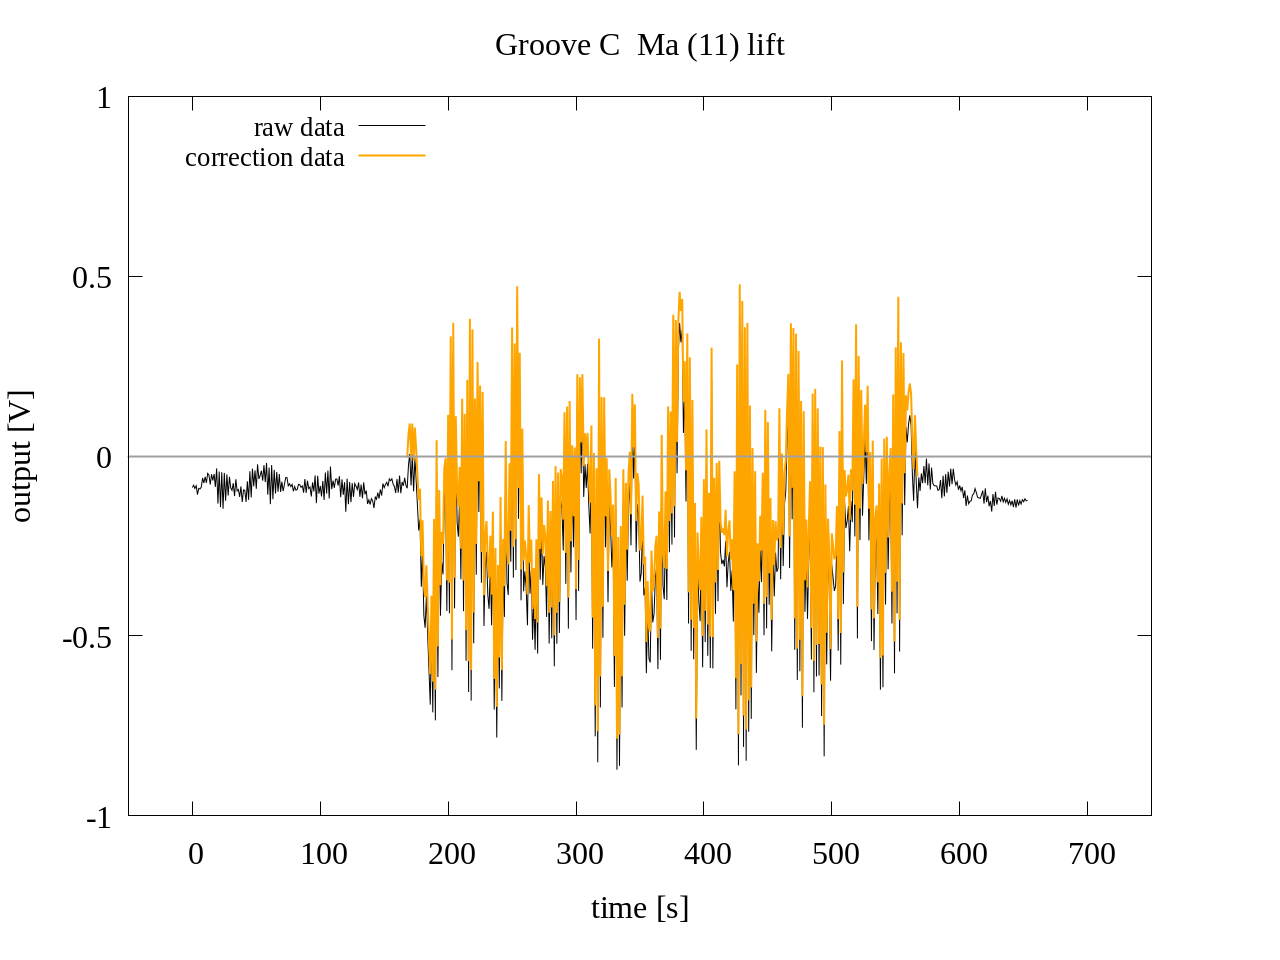 Groove C  Ma (11) lift
raw data
correction data
1
0.5
0
-0.5
-1
output [V]
0 100 200 300 400 500 600 700
time [s]